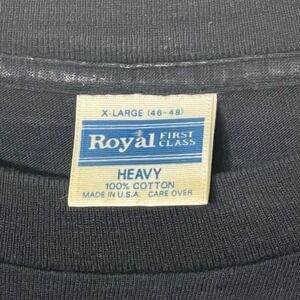 X-LARGE (46-48)
Royal FIRST CLASS
HEAVY
100% COTTON
MADE IN U.S.A. CARE OVER